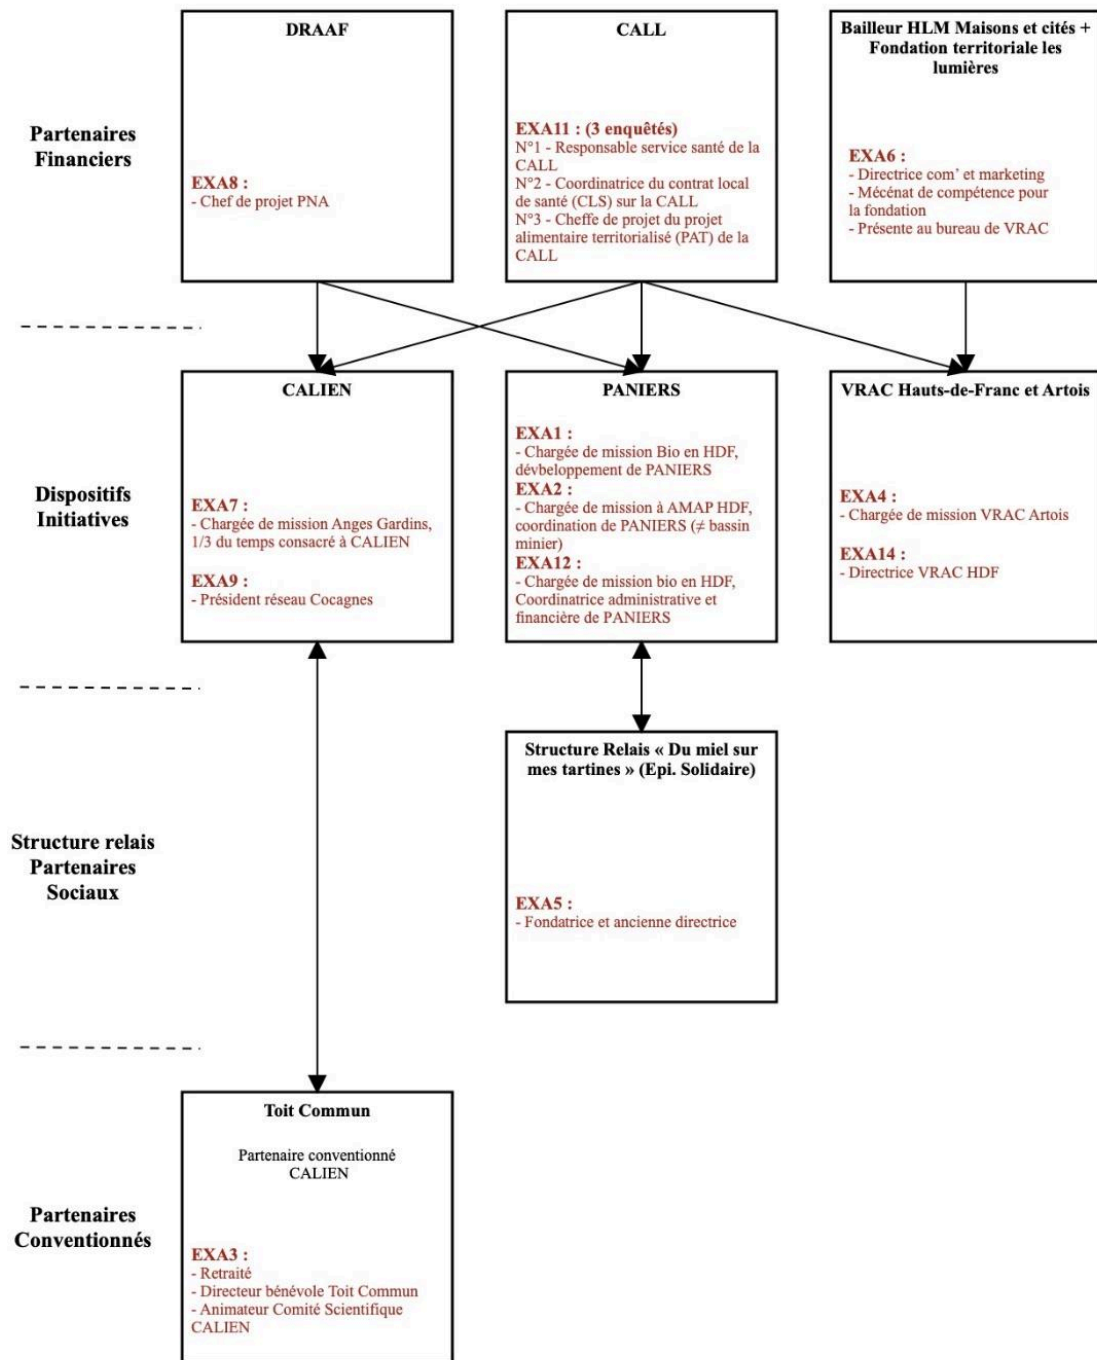 Partenaires
Financiers
DRAAF
EXA8 :
- Chef de projet PNA
CALL
EXA11 : (3 enquêtés)
N°1 - Responsable service santé de la
CALL
N°2 - Coordinatrice du contrat local
de santé (CLS) sur la CALL
N°3 - Cheffe de projet du projet
alimentaire territorialisé (PAT) de la
CALL
Bailleur HLM Maisons et cités +
Fondation territoriale les
lumières
EXA6 :
- Directrice com’ et marketing
- Mécénat de compétence pour
la fondation
- Présente au bureau de VRAC
Dispositifs
Initiatives
CALIEN
EXA7 :
- Chargée de mission Anges Gardins,
1/3 du temps consacré à CALIEN
EXA9 :
- Président réseau Cocagnes
PANIERS
EXA1 :
- Chargée de mission Bio en HDF,
dévbeloppement de PANIERS
EXA2 :
- Chargée de mission à AMAP HDF,
coordination de PANIERS (≠ bassin
minier)
EXA12 :
- Chargée de mission bio en HDF,
Coordinatrice administrative et
financière de PANIERS
VRAC Hauts-de-Franc et Artois
EXA4 :
- Chargée de mission VRAC Artois
EXA14 :
- Directrice VRAC HDF
Structure relais
Partenaires
Sociaux
Structure Relais « Du miel sur
mes tartines » (Epi. Solidaire)
EXA5 :
- Fondatrice et ancienne directrice
Partenaires
Conventionnés
Toit Commun
Partenaire conventionné
CALIEN
EXA3 :
- Retraité
- Directeur bénévole Toit Commun
- Animateur Comité Scientifique
CALIEN